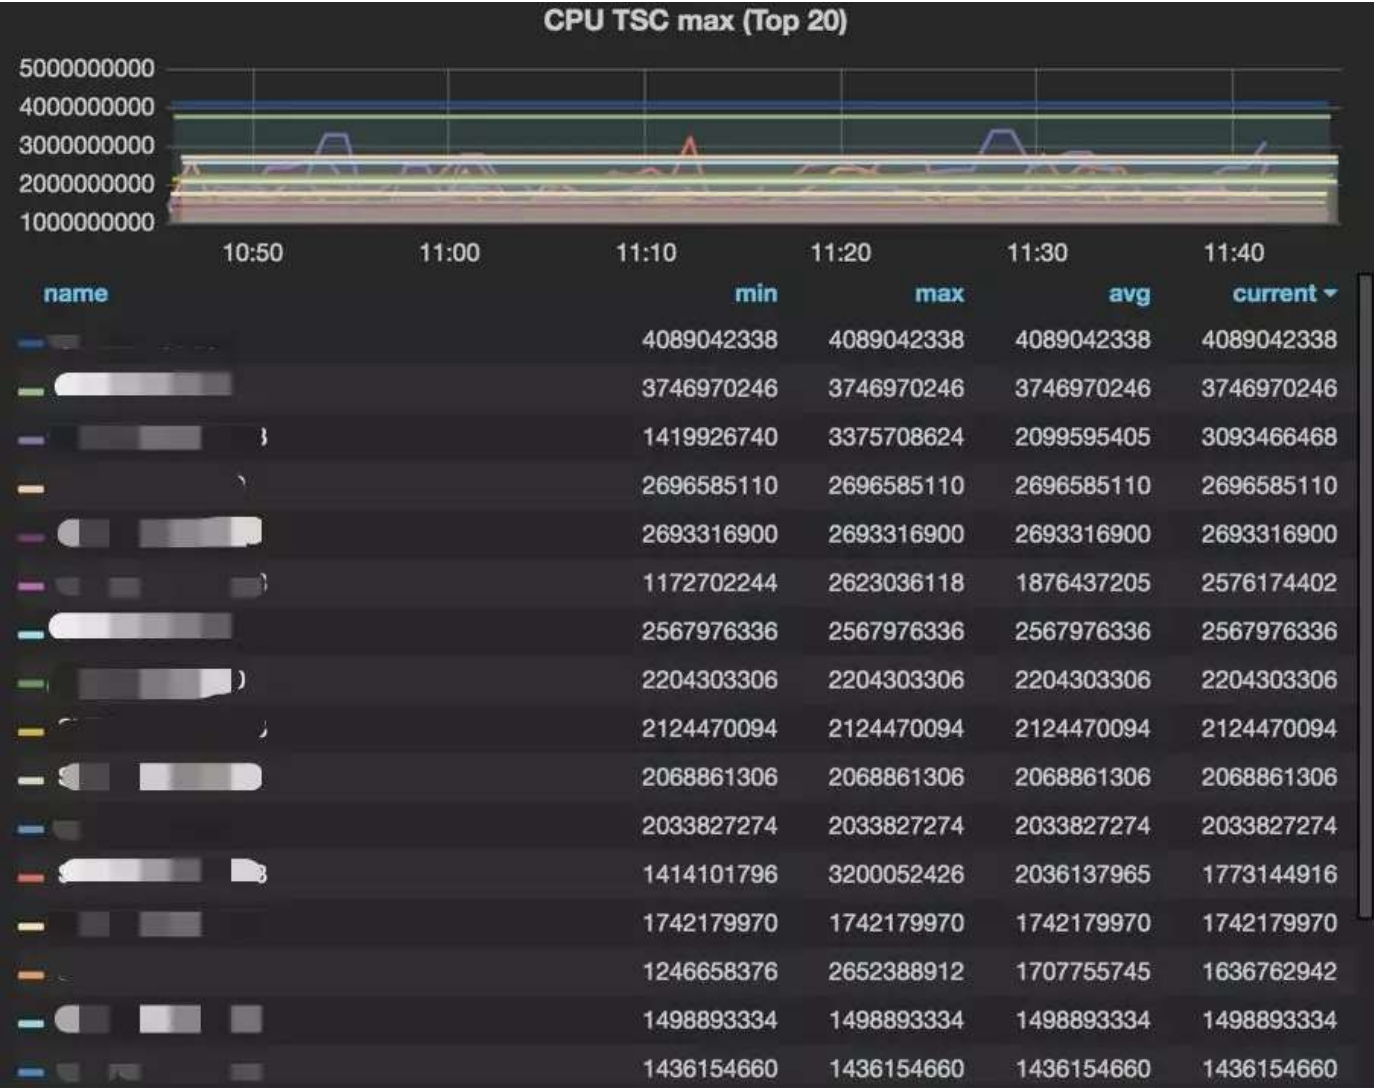 CPU TSC max (Top 20)
5000000000
4000000000
3000000000
2000000000
1000000000
10:50 11:00 11:10 11:20 11:30 11:40
name min max avg current
4089042338 4089042338 4089042338 4089042338
3746970246 3746970246 3746970246 3746970246
1419926740 3375708624 2099595405 3093466468
2696585110 2696585110 2696585110 2696585110
2693316900 2693316900 2693316900 2693316900
1172702244 2623036118 1876437205 2576174402
2567976336 2567976336 2567976336 2567976336
2204303306 2204303306 2204303306 2204303306
2124470094 2124470094 2124470094 2124470094
2068861306 2068861306 2068861306 2068861306
2033827274 2033827274 2033827274 2033827274
1414101796 3200052426 2036137965 1773144916
1742179970 1742179970 1742179970 1742179970
1246658376 2652388912 1707755745 1636762942
1498893334 1498893334 1498893334 1498893334
1436154660 1436154660 1436154660 1436154660